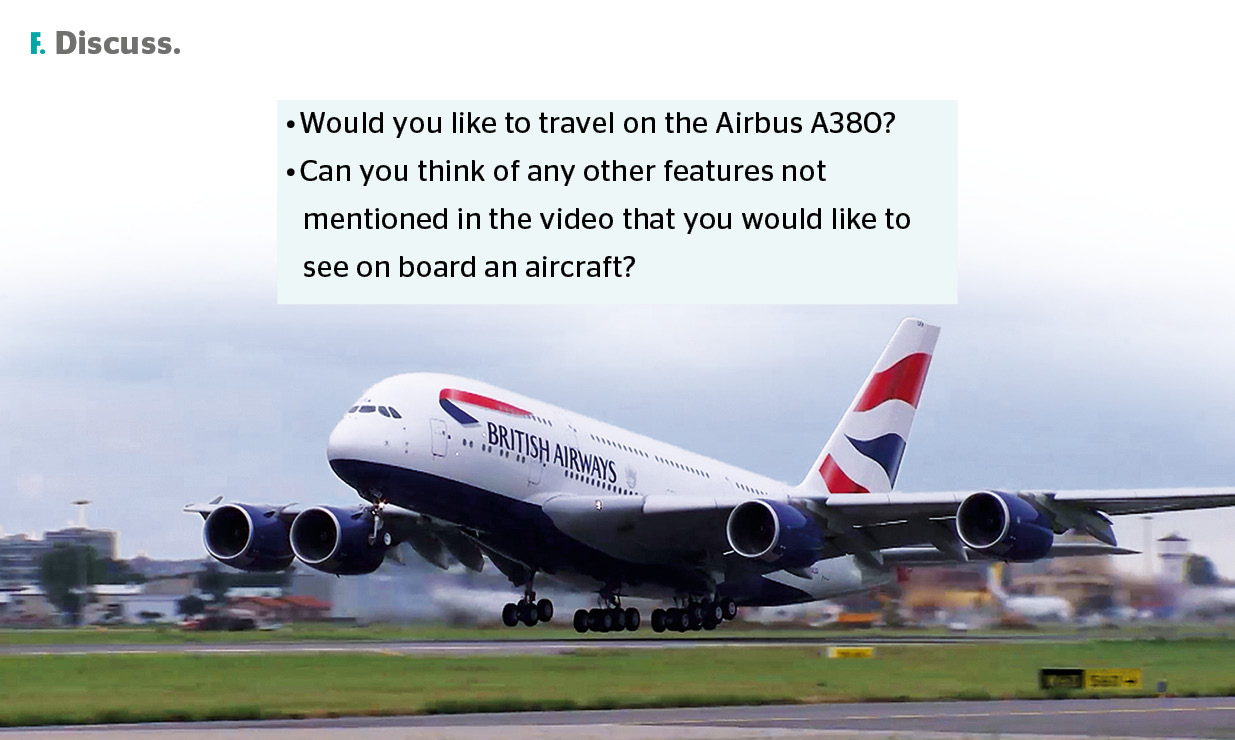 F. Discuss.
• Would you like to travel on the Airbus A380?
• Can you think of any other features not
mentioned in the video that you would like to
see on board an aircraft?
BRITISH AIRWAYS